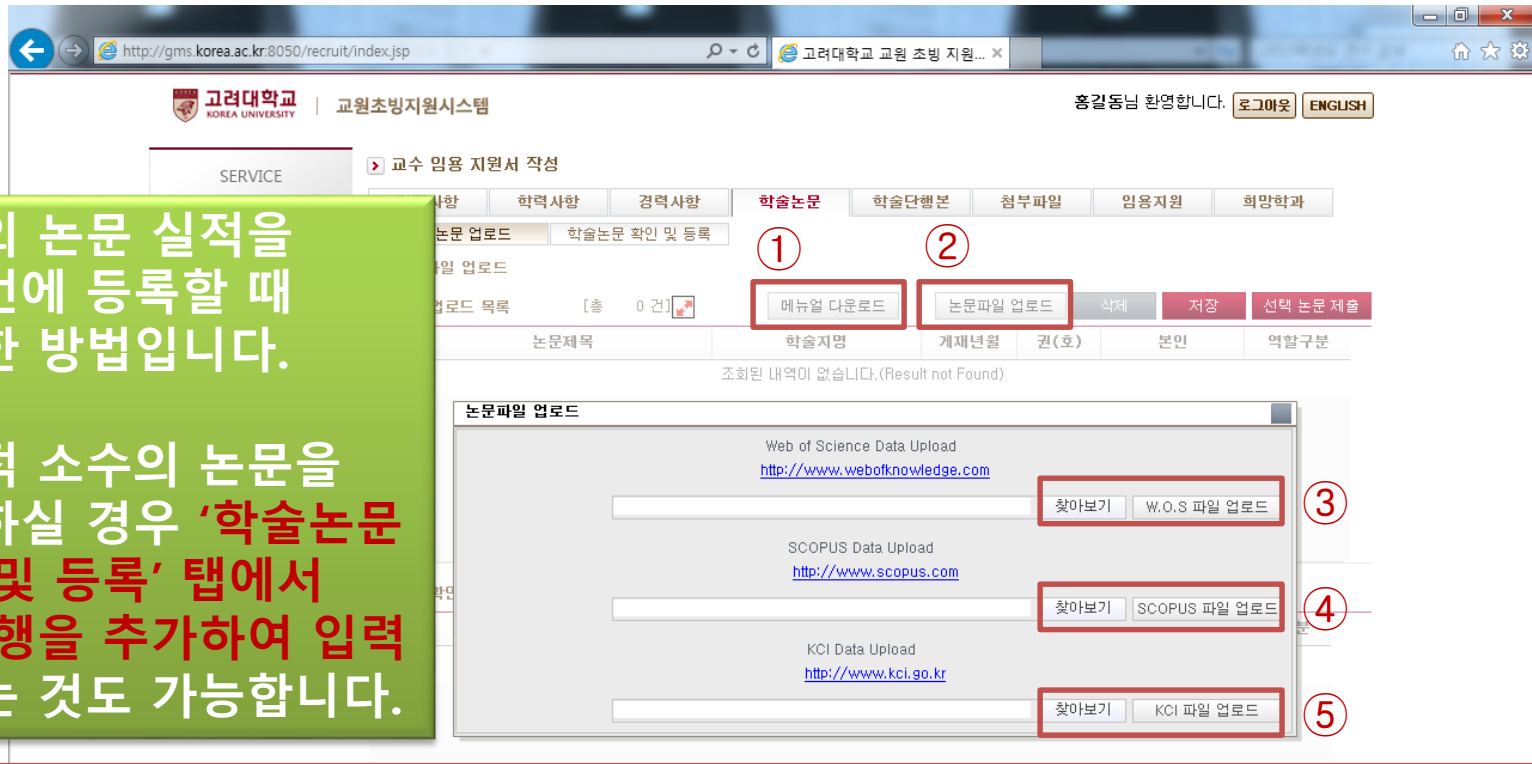 http://gms.korea.ac.kr:8050/recruit/index.jsp
고려대학교 교원 초빙 지원...
고려대학교
KOREA UNIVERSITY
교원초빙지원시스템
홍길동님 환영합니다. 로그아웃 ENGLISH
SERVICE
교수 임용 지원서 작성
사항 학력사항 경력사항 학술논문 학술단행본 첨부파일 임용지원 희망학과
논문 업로드 학술논문 확인 및 등록
① ②
파일 업로드
업로드 목록 [총 0 건] 메뉴얼 다운로드 논문파일 업로드 삭제 저장 선택 논문 제출
논문제목 학술지명 게재년월 권(호) 본인 역할구분
조회된 내역이 없습니다.(Result not Found)
의 논문 실적을
번에 등록할 때
한 방법입니다.
적 소수의 논문을
하실 경우 ‘학술논문
및 등록’ 탭에서
행을 추가하여 입력
는 것도 가능합니다.
논문파일 업로드
Web of Science Data Upload
http://www.webofknowledge.com
찾아보기 W.O.S 파일 업로드 ③
SCOPUS Data Upload
http://www.scopus.com
찾아보기 SCOPUS 파일 업로드 ④
KCI Data Upload
http://www.kci.go.kr
찾아보기 KCI 파일 업로드 ⑤